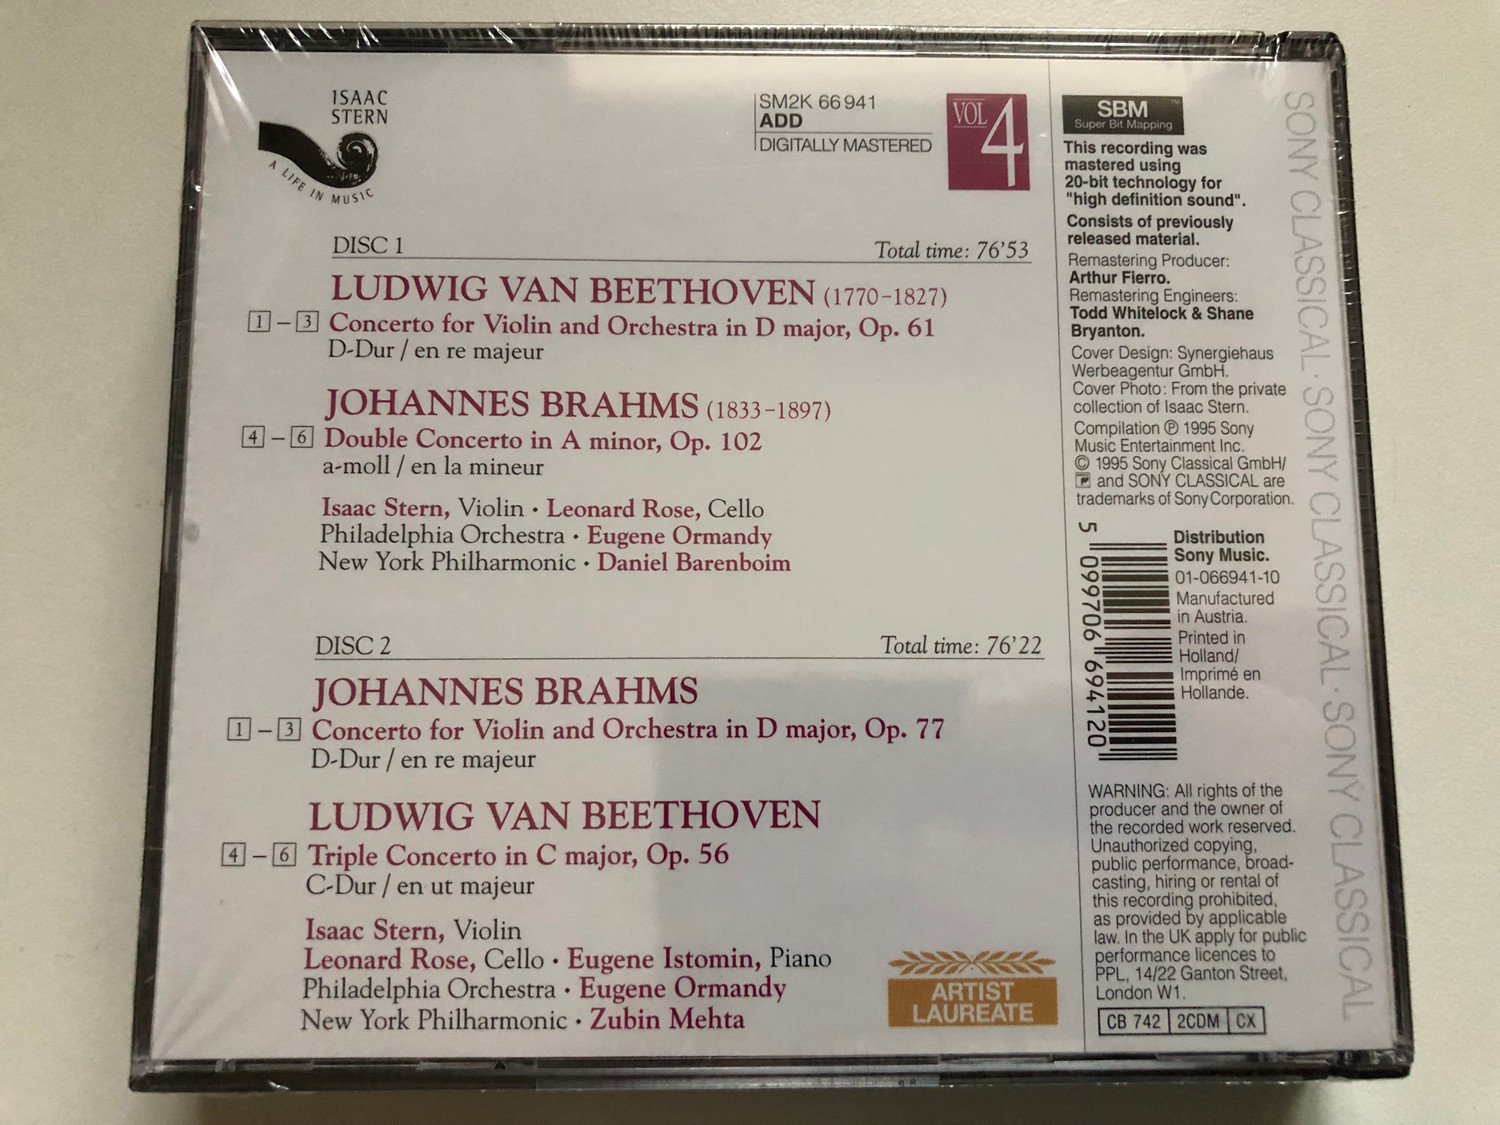 ISAAC
STERN
A LIFE IN MUSIC
SM2K 66941
ADD
DIGITALLY MASTERED
VOL 4
DISC 1 Total time: 76'53
LUDWIG VAN BEETHOVEN (1770-1827)
1 – 3 Concerto for Violin and Orchestra in D major, Op. 61
D-Dur / en re majeur
JOHANNES BRAHMS (1833-1897)
4 – 6 Double Concerto in A minor, Op. 102
a-moll / en la mineur
Isaac Stern, Violin · Leonard Rose, Cello
Philadelphia Orchestra · Eugene Ormandy
New York Philharmonic · Daniel Barenboim
DISC 2 Total time: 76'22
JOHANNES BRAHMS
1 – 3 Concerto for Violin and Orchestra in D major, Op. 77
D-Dur / en re majeur
LUDWIG VAN BEETHOVEN
4 – 6 Triple Concerto in C major, Op. 56
C-Dur / en ut majeur
Isaac Stern, Violin
Leonard Rose, Cello · Eugene Istomin, Piano
Philadelphia Orchestra · Eugene Ormandy
New York Philharmonic · Zubin Mehta
ARTIST
LAUREATE
SBM™
Super Bit Mapping
This recording was
mastered using
20-bit technology for
"high definition sound".
Consists of previously
released material.
Remastering Producer:
Arthur Fierro.
Remastering Engineers:
Todd Whitelock & Shane
Bryanton.
Cover Design: Synergiehaus
Werbeagentur GmbH.
Cover Photo: From the private
collection of Isaac Stern.
Compilation ℗ 1995 Sony
Music Entertainment Inc.
© 1995 Sony Classical GmbH/
and SONY CLASSICAL are
trademarks of Sony Corporation.
5 099706 694120
Distribution
Sony Music.
01-066941-10
Manufactured
in Austria.
Printed in
Holland/
Imprimé en
Hollande.
WARNING: All rights of the
producer and the owner of
the recorded work reserved.
Unauthorized copying,
public performance, broad-
casting, hiring or rental of
this recording prohibited,
as provided by applicable
law. In the UK apply for public
performance licences to
PPL, 14/22 Ganton Street,
London W1.
CB 742 2CDM CX
SONY CLASSICAL · SONY CLASSICAL · SONY CLASSICAL